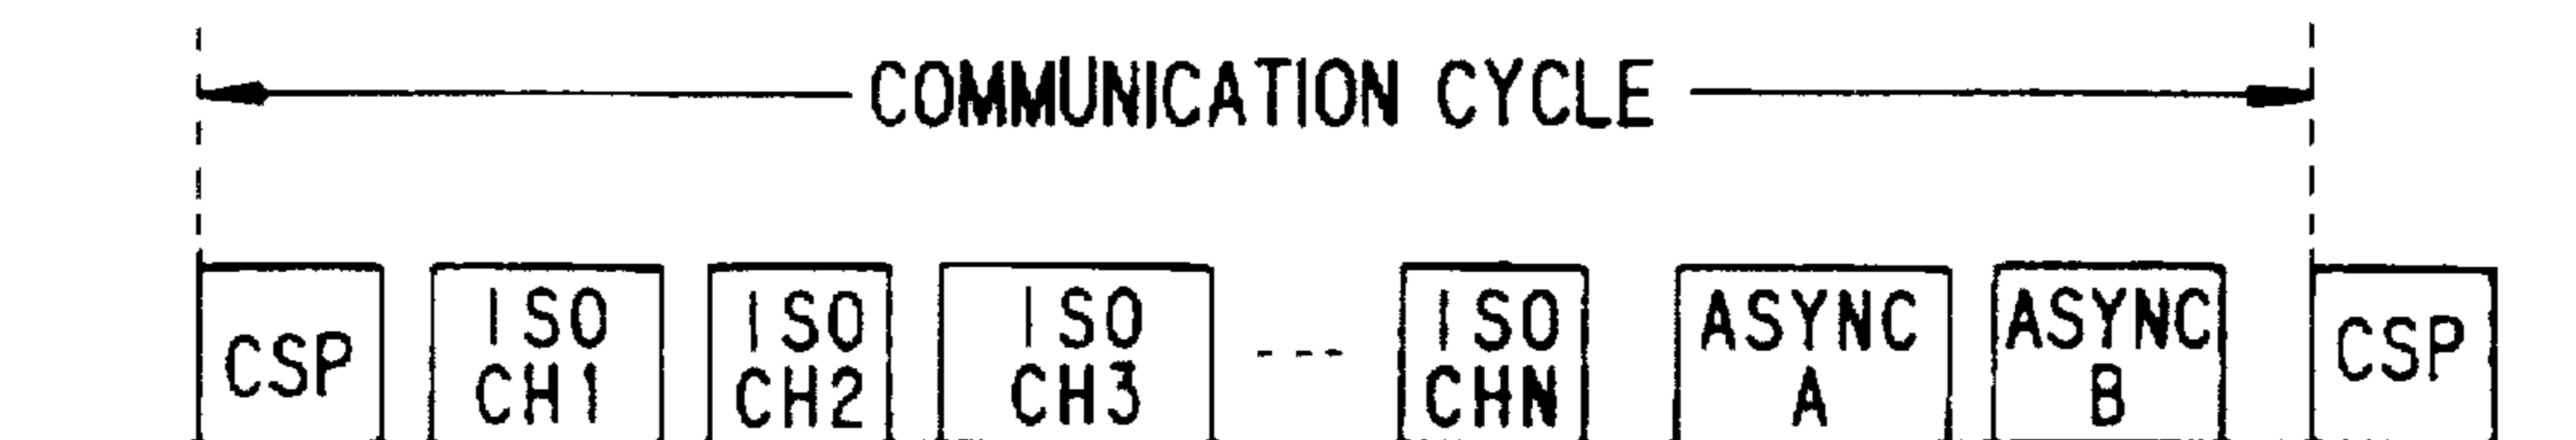 COMMUNICATION CYCLE
CSP
ISO
CH1
ISO
CH2
ISO
CH3
---
ISO
CHN
ASYNC
A
ASYNC
B
CSP